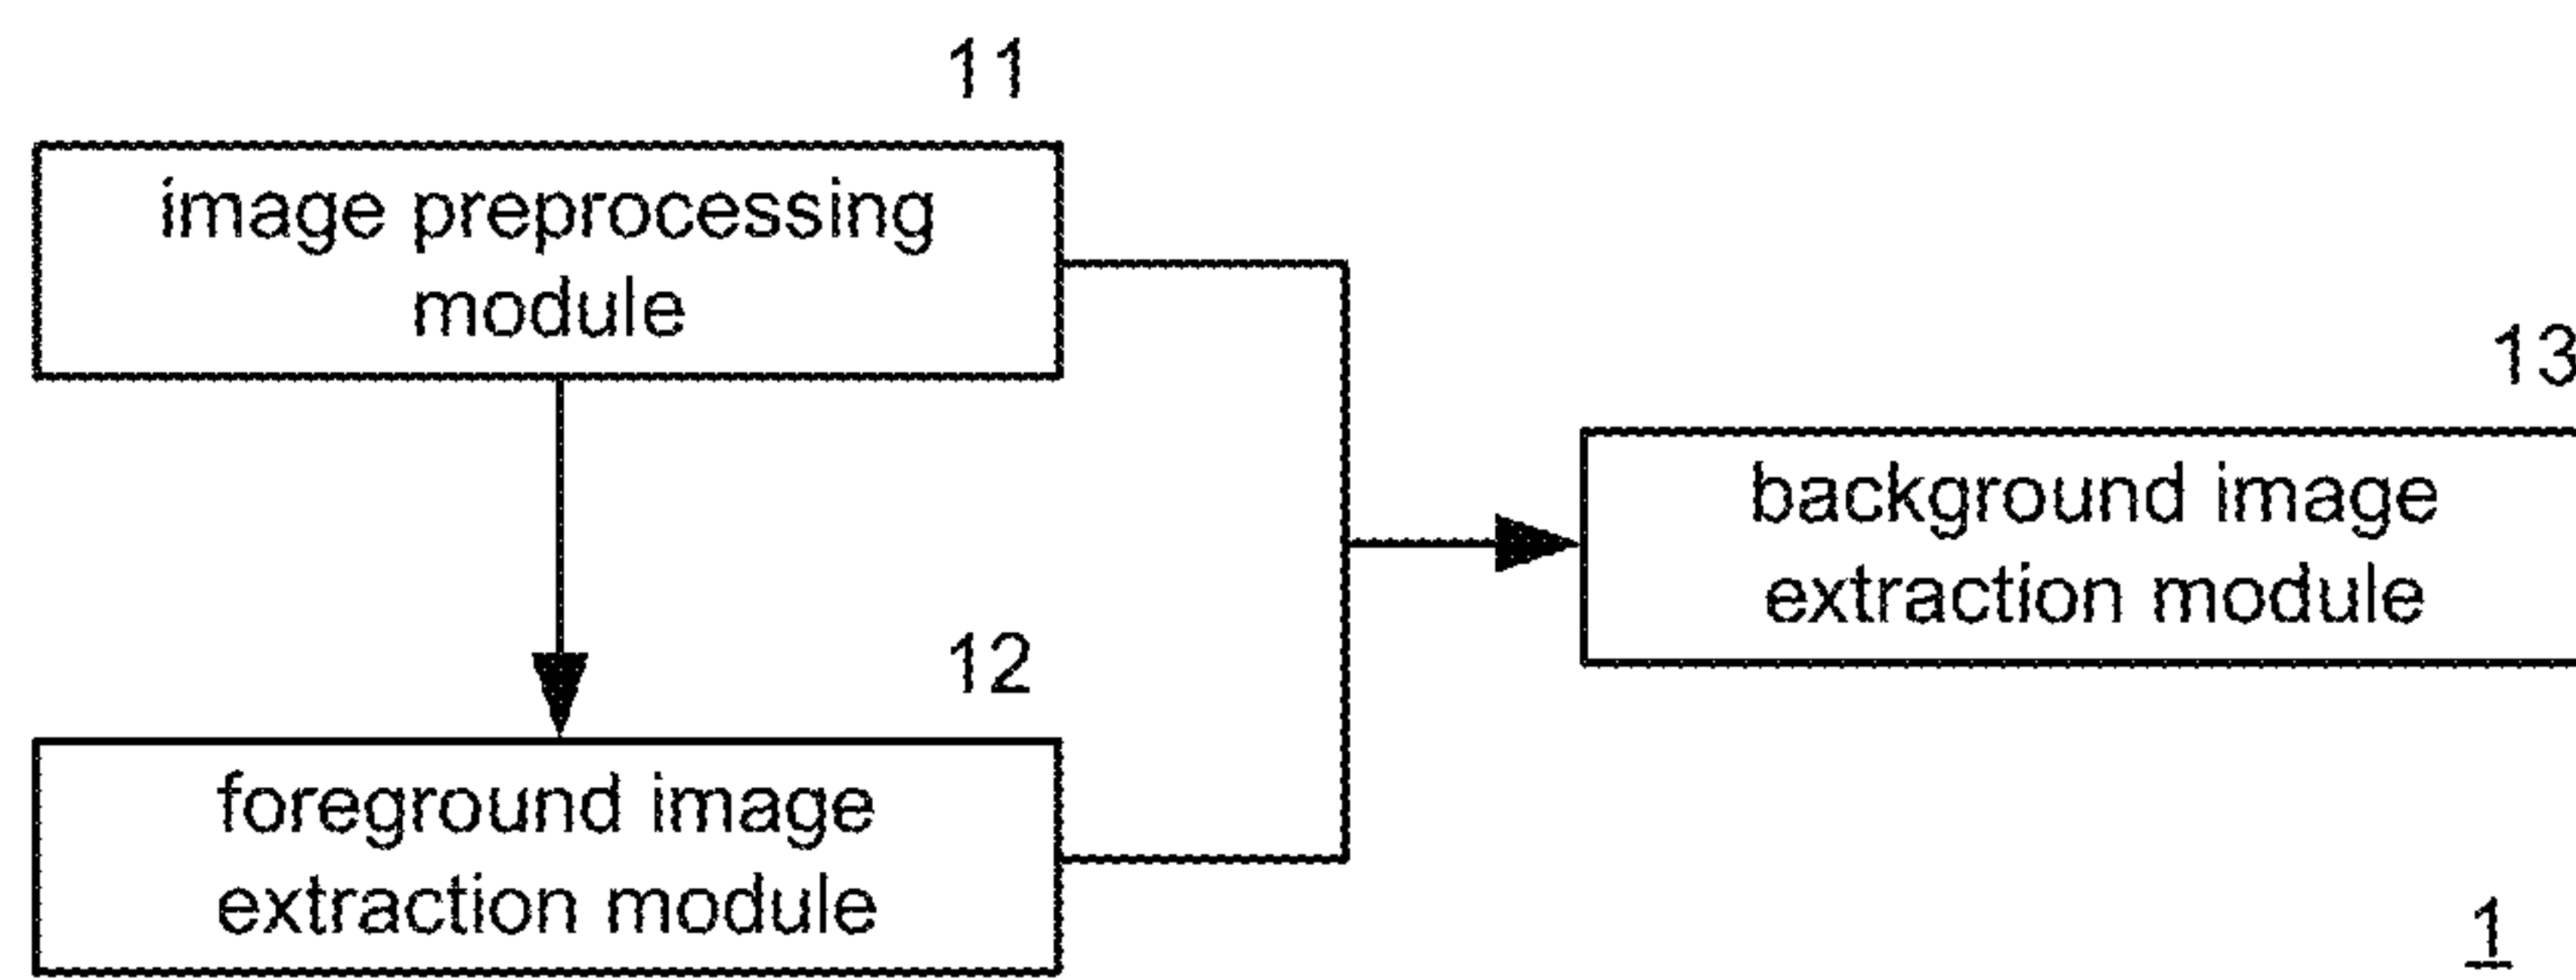 11
image preprocessing
module
13
background image
extraction module
12
foreground image
extraction module
1